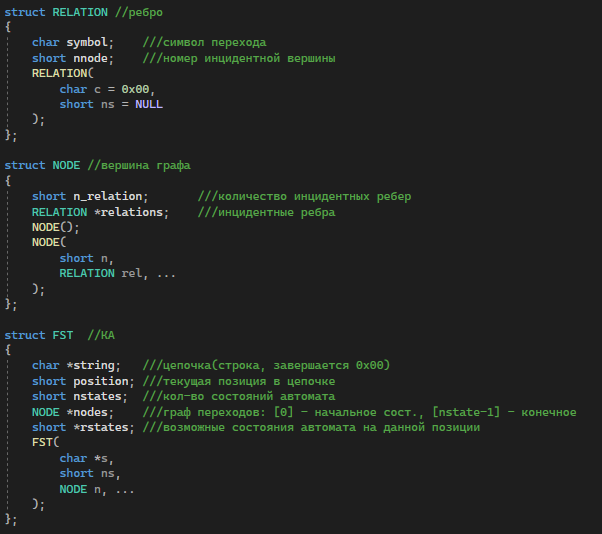 struct RELATION //ребро
{
    char symbol;    ///символ перехода
    short nnode;    ///номер инцидентной вершины
    RELATION(
        char c = 0x00,
        short ns = NULL
    );
};
struct NODE //вершина графа
{
    short n_relation;       ///количество инцидентных ребер
    RELATION *relations;    ///инцидентные ребра
    NODE();
    NODE(
        short n,
        RELATION rel, ...
    );
};
struct FST  //КА
{
    char *string;   ///цепочка(строка, завершается 0x00)
    short position; ///текущая позиция в цепочке
    short nstates;  ///кол-во состояний автомата
    NODE *nodes;    ///граф переходов: [0] - начальное сост., [nstate-1] - конечное
    short *rstates; ///возможные состояния автомата на данной позиции
    FST(
        char *s,
        short ns,
        NODE n, ...
    );
};